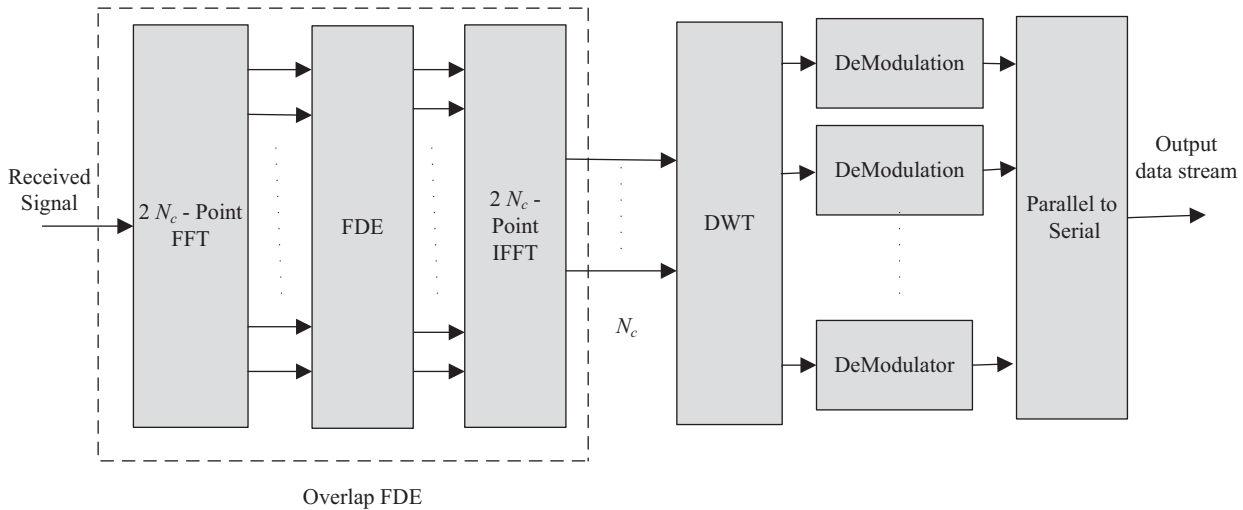 Received
Signal
2 N_c - Point
FFT
FDE
2 N_c -
Point
IFFT
Overlap FDE
N_c
DWT
DeModulation
DeModulation
DeModulator
Parallel to
Serial
Output
data stream